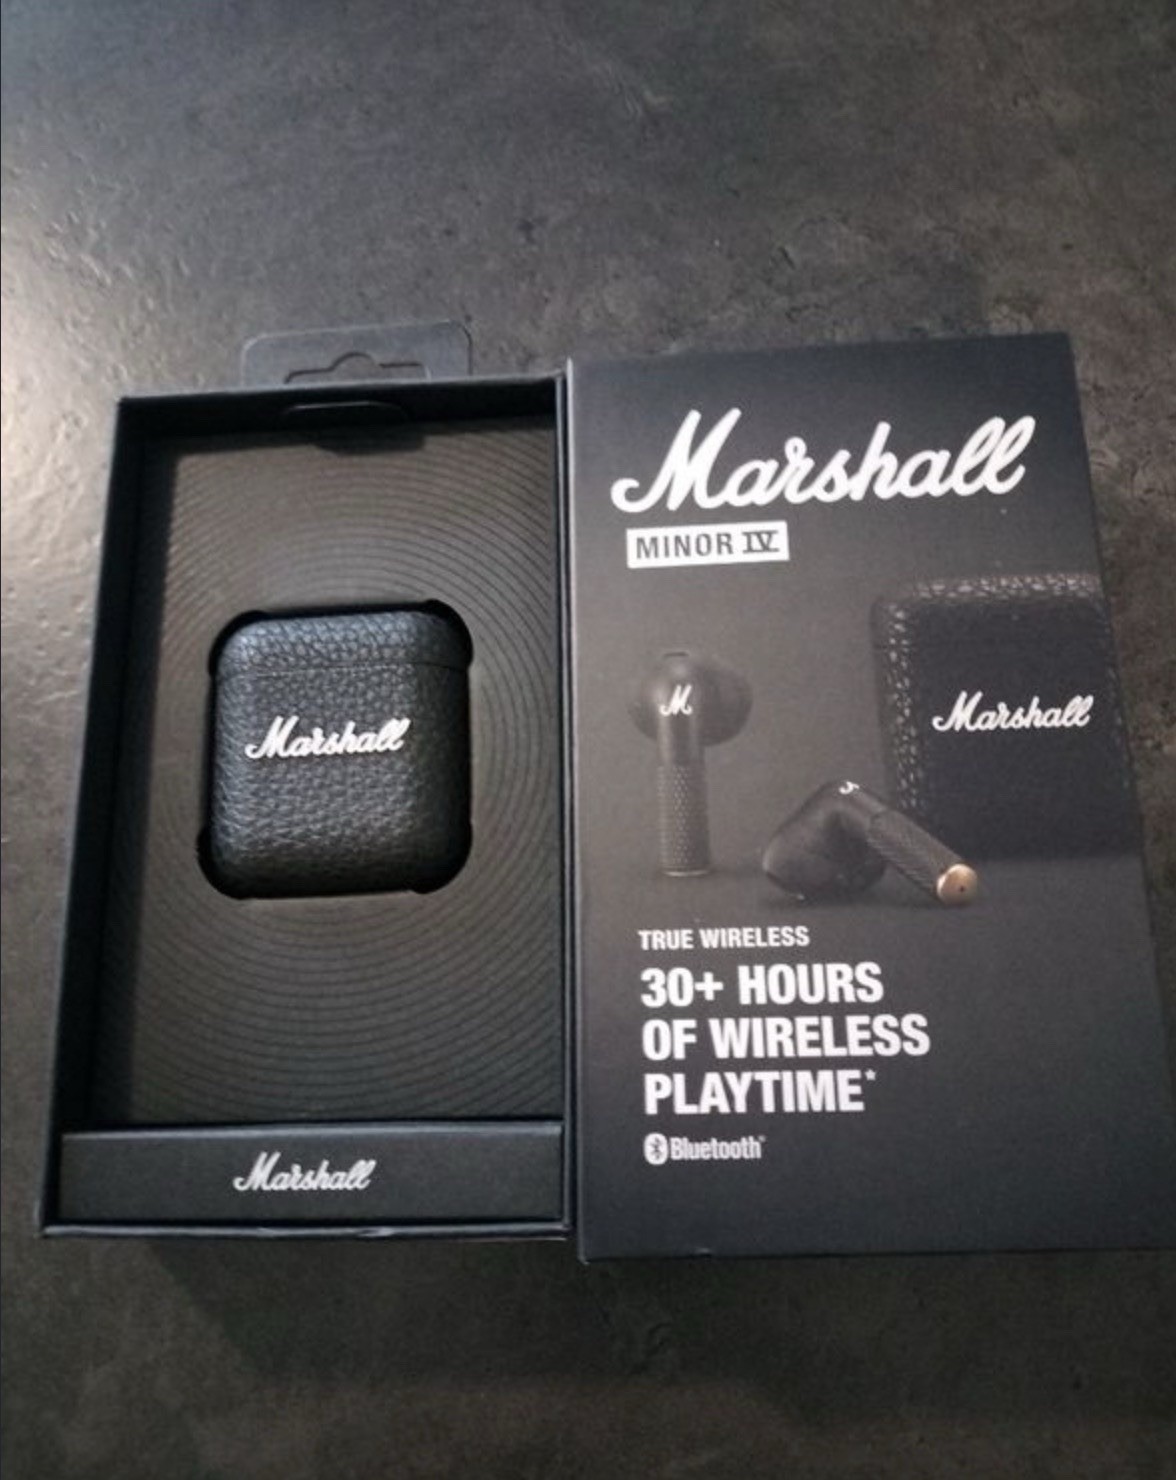 Marshall
Marshall
Marshall
MINOR IV
M
Marshall
TRUE WIRELESS
30+ HOURS
OF WIRELESS
PLAYTIME*
Bluetooth®